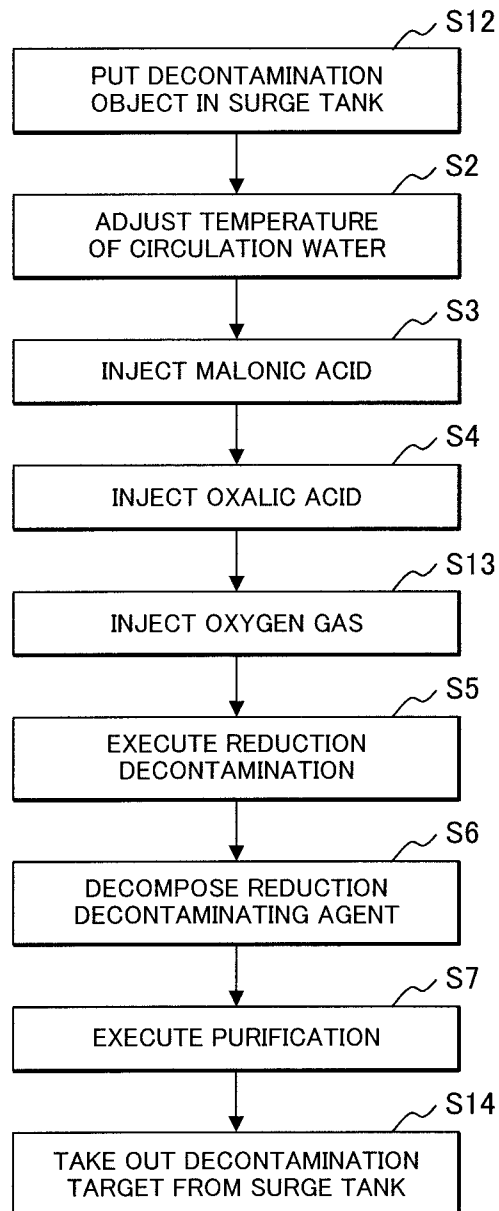 S12
PUT DECONTAMINATION
OBJECT IN SURGE TANK
S2
ADJUST TEMPERATURE
OF CIRCULATION WATER
S3
INJECT MALONIC ACID
S4
INJECT OXALIC ACID
S13
INJECT OXYGEN GAS
S5
EXECUTE REDUCTION
DECONTAMINATION
S6
DECOMPOSE REDUCTION
DECONTAMINATING AGENT
S7
EXECUTE PURIFICATION
S14
TAKE OUT DECONTAMINATION
TARGET FROM SURGE TANK